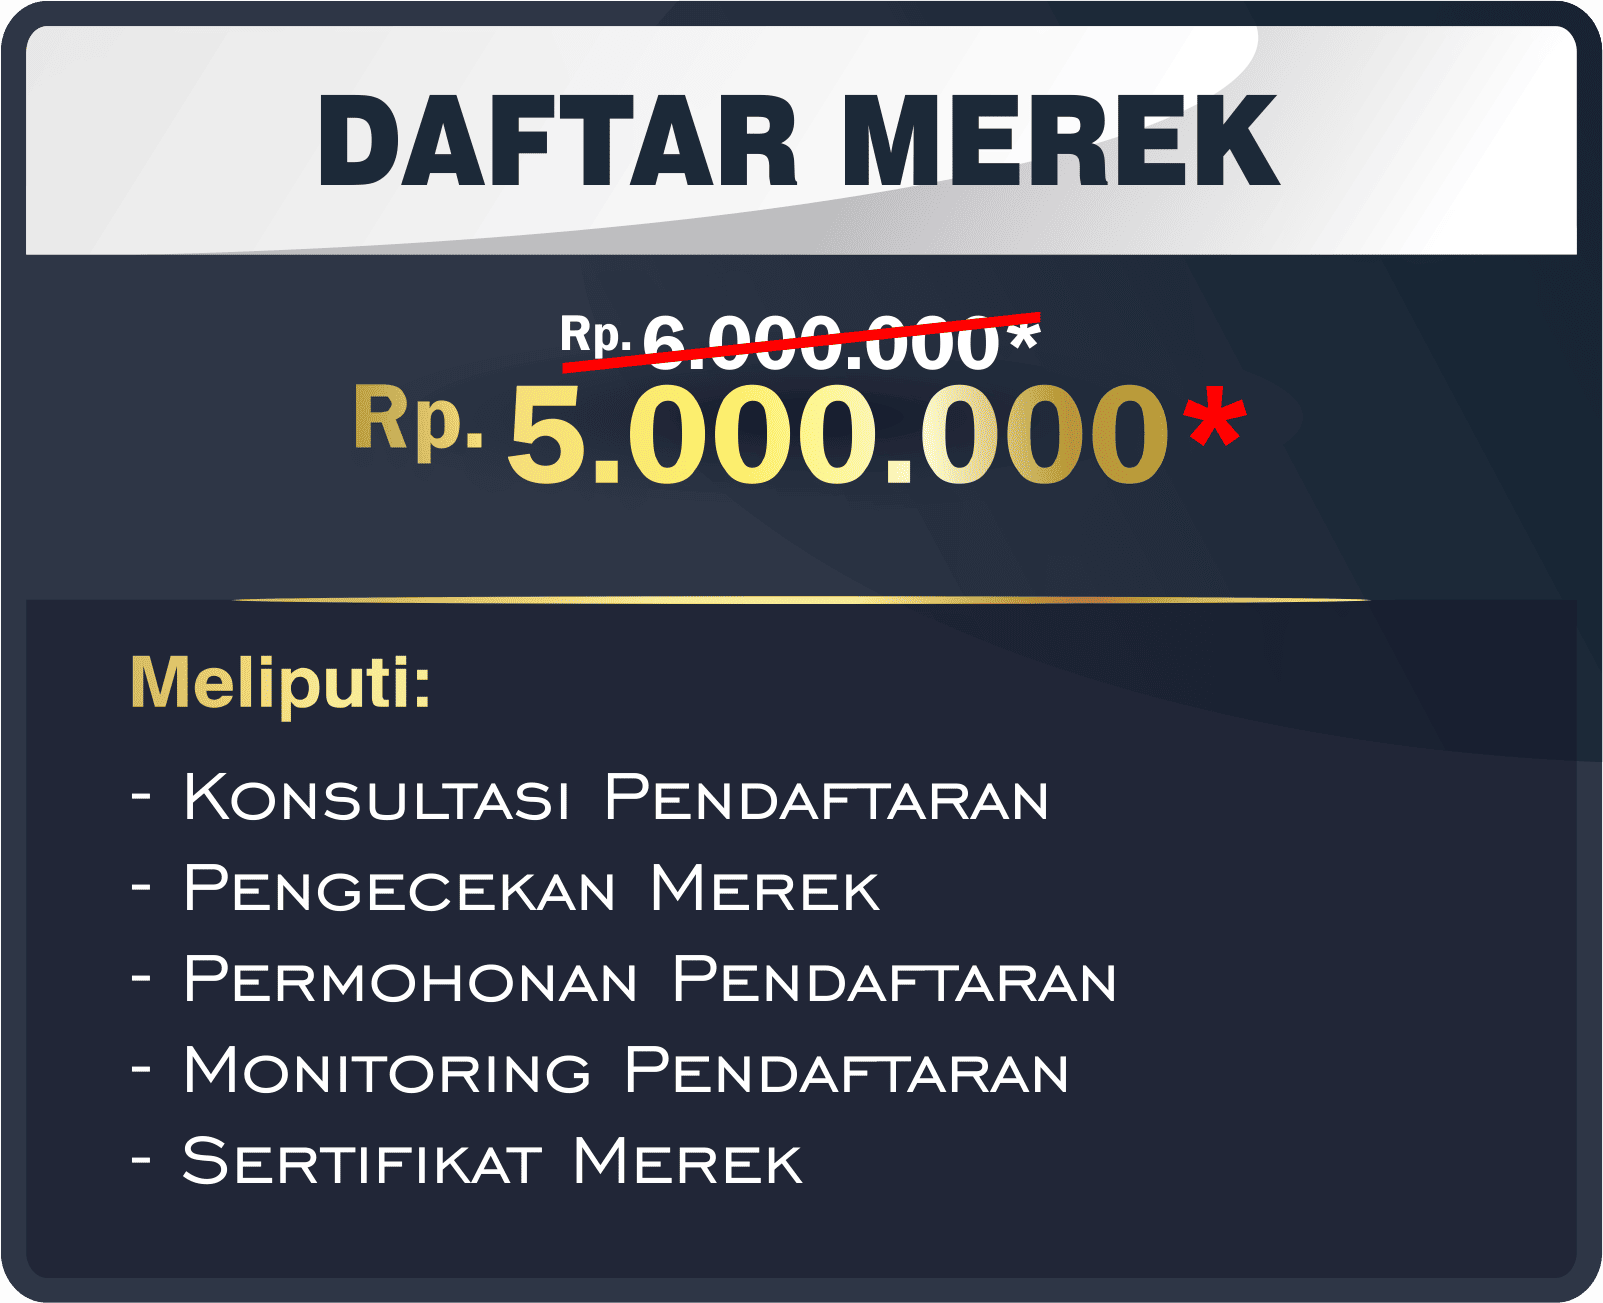 DAFTAR MEREK
Rp. 6.000.000*
Rp. 5.000.000*
Meliputi:
- Konsultasi Pendaftaran
- Pengecekan Merek
- Permohonan Pendaftaran
- Monitoring Pendaftaran
- Sertifikat Merek